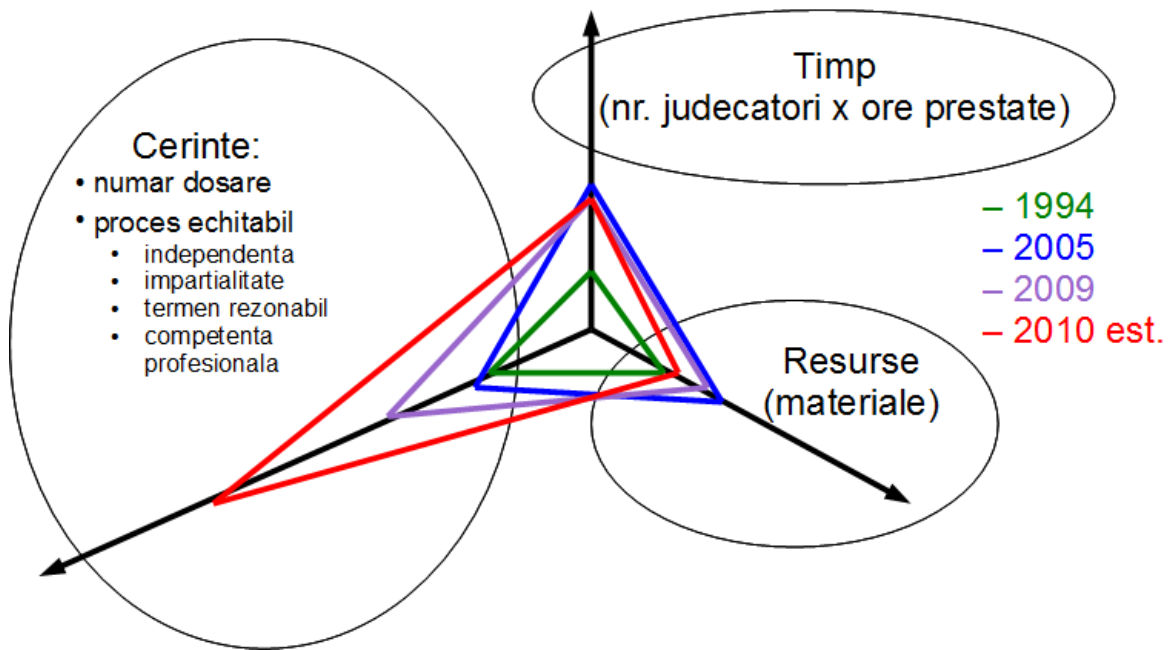 Timp
(nr. judecatori x ore prestate)
Cerinte:
• numar dosare
• proces echitabil
• independenta
• impartialitate
• termen rezonabil
• competenta
profesionala
– 1994
– 2005
– 2009
– 2010 est.
Resurse
(materiale)